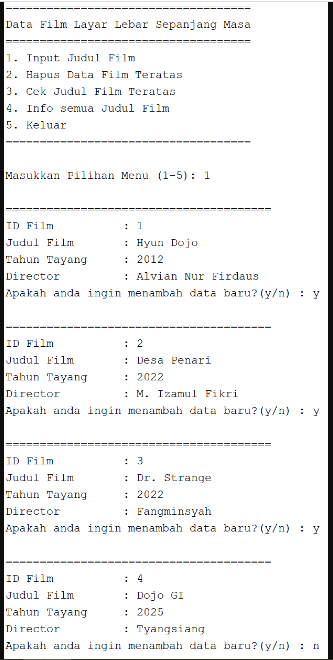 =====================================
Data Film Layar Lebar Sepanjang Masa
=====================================
1. Input Judul Film
2. Hapus Data Film Teratas
3. Cek Judul Film Teratas
4. Info semua Judul Film
5. Keluar
=====================================
Masukkan Pilihan Menu (1-5): 1
========================================
ID Film : 1
Judul Film : Hyun Dojo
Tahun Tayang : 2012
Director : Alvian Nur Firdaus
Apakah anda ingin menambah data baru?(y/n) : y
========================================
ID Film : 2
Judul Film : Desa Penari
Tahun Tayang : 2022
Director : M. Izamul Fikri
Apakah anda ingin menambah data baru?(y/n) : y
========================================
ID Film : 3
Judul Film : Dr. Strange
Tahun Tayang : 2022
Director : Fangminsyah
Apakah anda ingin menambah data baru?(y/n) : y
========================================
ID Film : 4
Judul Film : Dojo GI
Tahun Tayang : 2025
Director : Tyangsiang
Apakah anda ingin menambah data baru?(y/n) : n